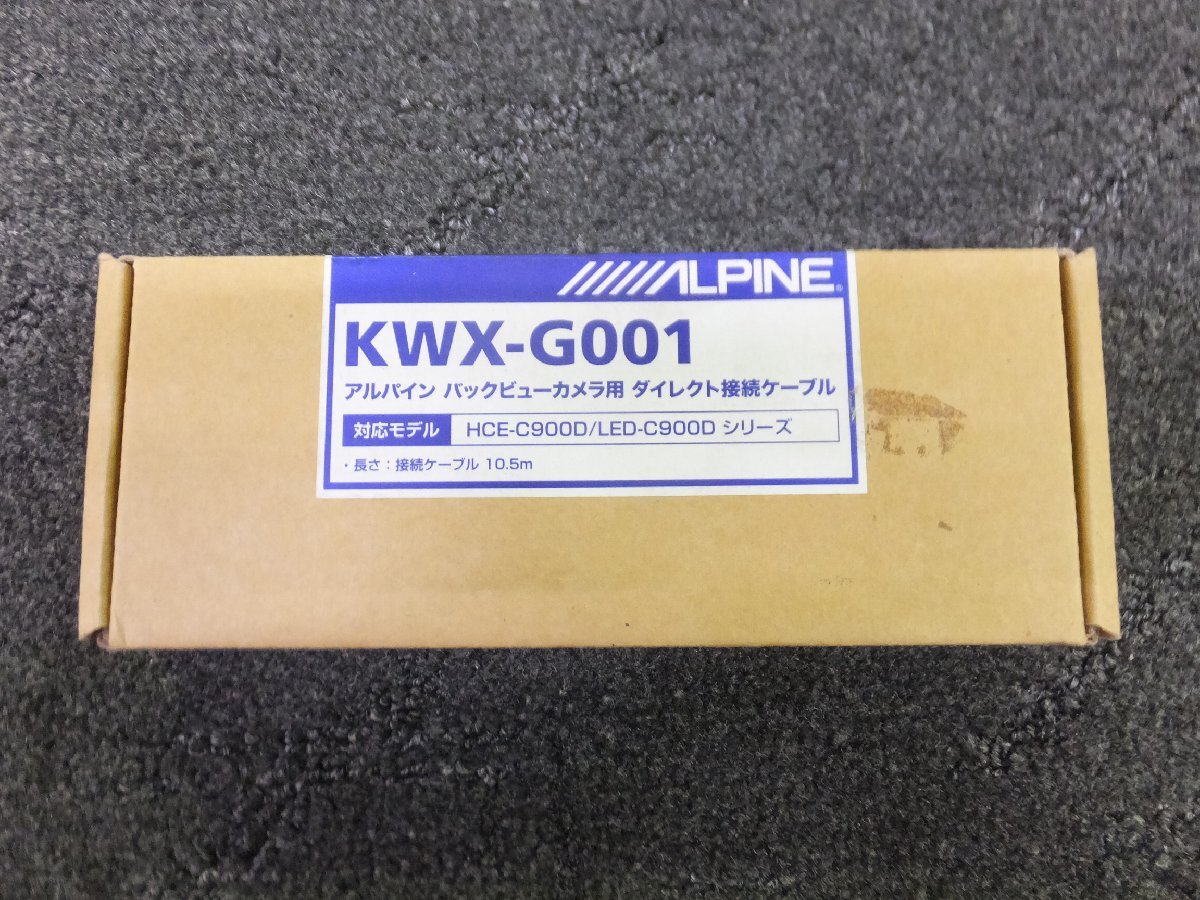 ALPINE
KWX-G001
アルパイン バックビューカメラ用 ダイレクト接続ケーブル
対応モデル HCE-C900D/LED-C900D シリーズ
・長さ：接続ケーブル 10.5m